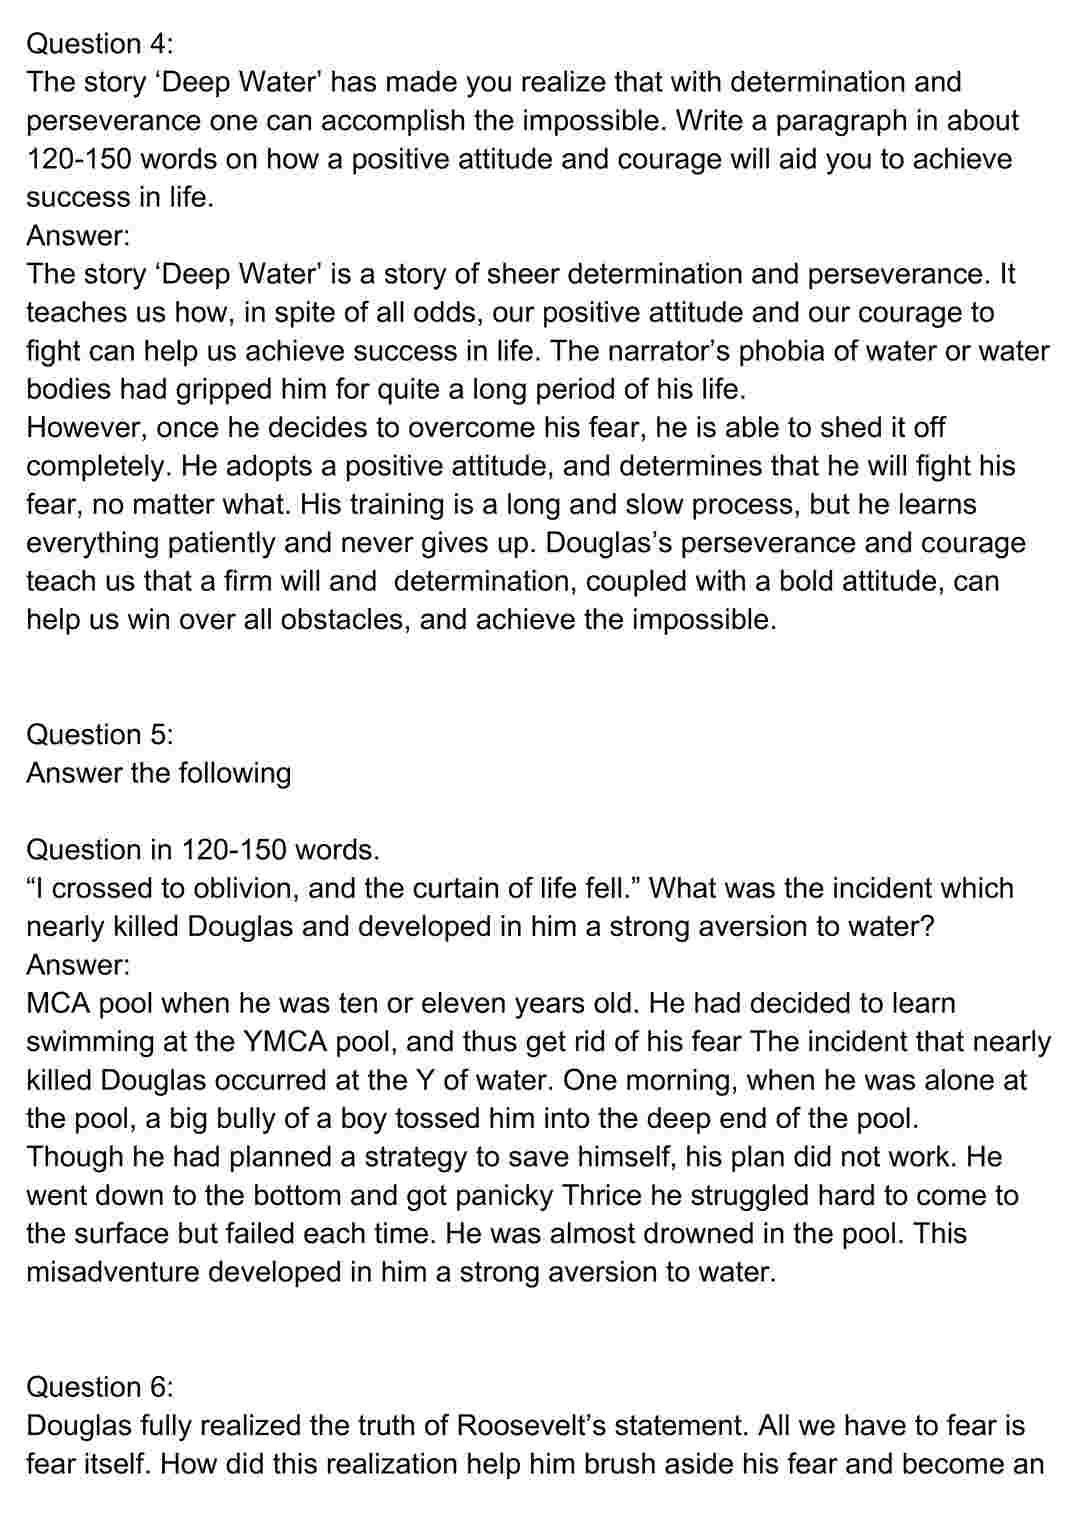 Question 4:
The story ‘Deep Water’ has made you realize that with determination and
perseverance one can accomplish the impossible. Write a paragraph in about
120-150 words on how a positive attitude and courage will aid you to achieve
success in life.
Answer:
The story ‘Deep Water’ is a story of sheer determination and perseverance. It
teaches us how, in spite of all odds, our positive attitude and our courage to
fight can help us achieve success in life. The narrator’s phobia of water or water
bodies had gripped him for quite a long period of his life.
However, once he decides to overcome his fear, he is able to shed it off
completely. He adopts a positive attitude, and determines that he will fight his
fear, no matter what. His training is a long and slow process, but he learns
everything patiently and never gives up. Douglas’s perseverance and courage
teach us that a firm will and  determination, coupled with a bold attitude, can
help us win over all obstacles, and achieve the impossible.
Question 5:
Answer the following
Question in 120-150 words.
“I crossed to oblivion, and the curtain of life fell.” What was the incident which
nearly killed Douglas and developed in him a strong aversion to water?
Answer:
MCA pool when he was ten or eleven years old. He had decided to learn
swimming at the YMCA pool, and thus get rid of his fear The incident that nearly
killed Douglas occurred at the Y of water. One morning, when he was alone at
the pool, a big bully of a boy tossed him into the deep end of the pool.
Though he had planned a strategy to save himself, his plan did not work. He
went down to the bottom and got panicky Thrice he struggled hard to come to
the surface but failed each time. He was almost drowned in the pool. This
misadventure developed in him a strong aversion to water.
Question 6:
Douglas fully realized the truth of Roosevelt’s statement. All we have to fear is
fear itself. How did this realization help him brush aside his fear and become an